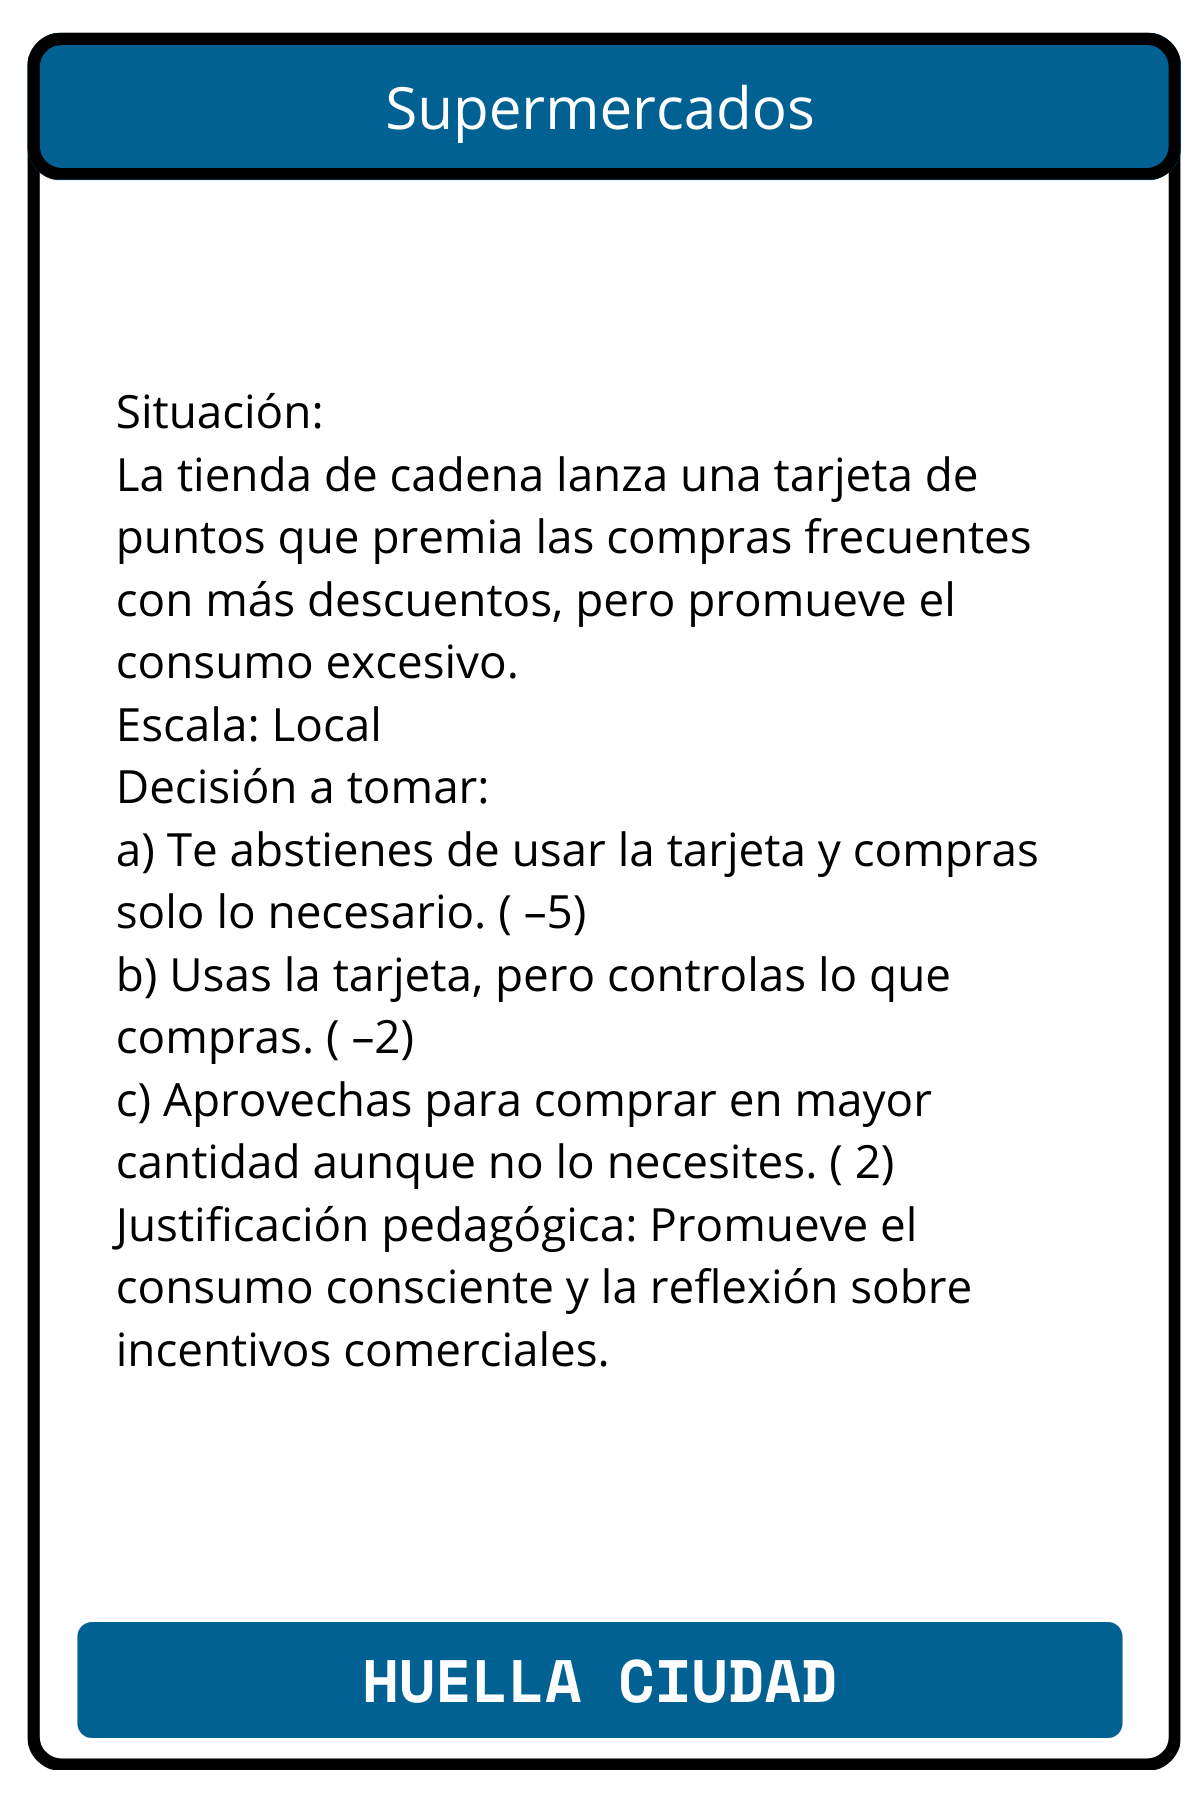 Supermercados
Situación:
La tienda de cadena lanza una tarjeta de
puntos que premia las compras frecuentes
con más descuentos, pero promueve el
consumo excesivo.
Escala: Local
Decisión a tomar:
a) Te abstienes de usar la tarjeta y compras
solo lo necesario. ( –5)
b) Usas la tarjeta, pero controlas lo que
compras. ( –2)
c) Aprovechas para comprar en mayor
cantidad aunque no lo necesites. ( 2)
Justificación pedagógica: Promueve el
consumo consciente y la reflexión sobre
incentivos comerciales.
HUELLA CIUDAD